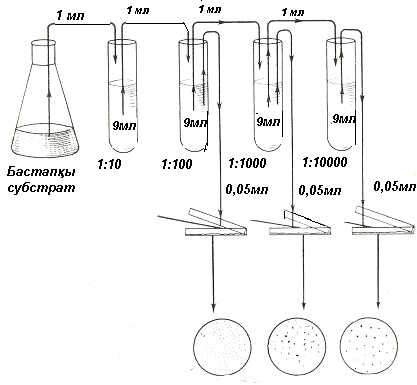 1 мл 1 мл 1 мл 1 мл
9мл 9мл 9мл 9мл
Бастапқы
субстрат
1:10 1:100 1:1000 1:10000
0,05мл 0,05мл 0,05мл